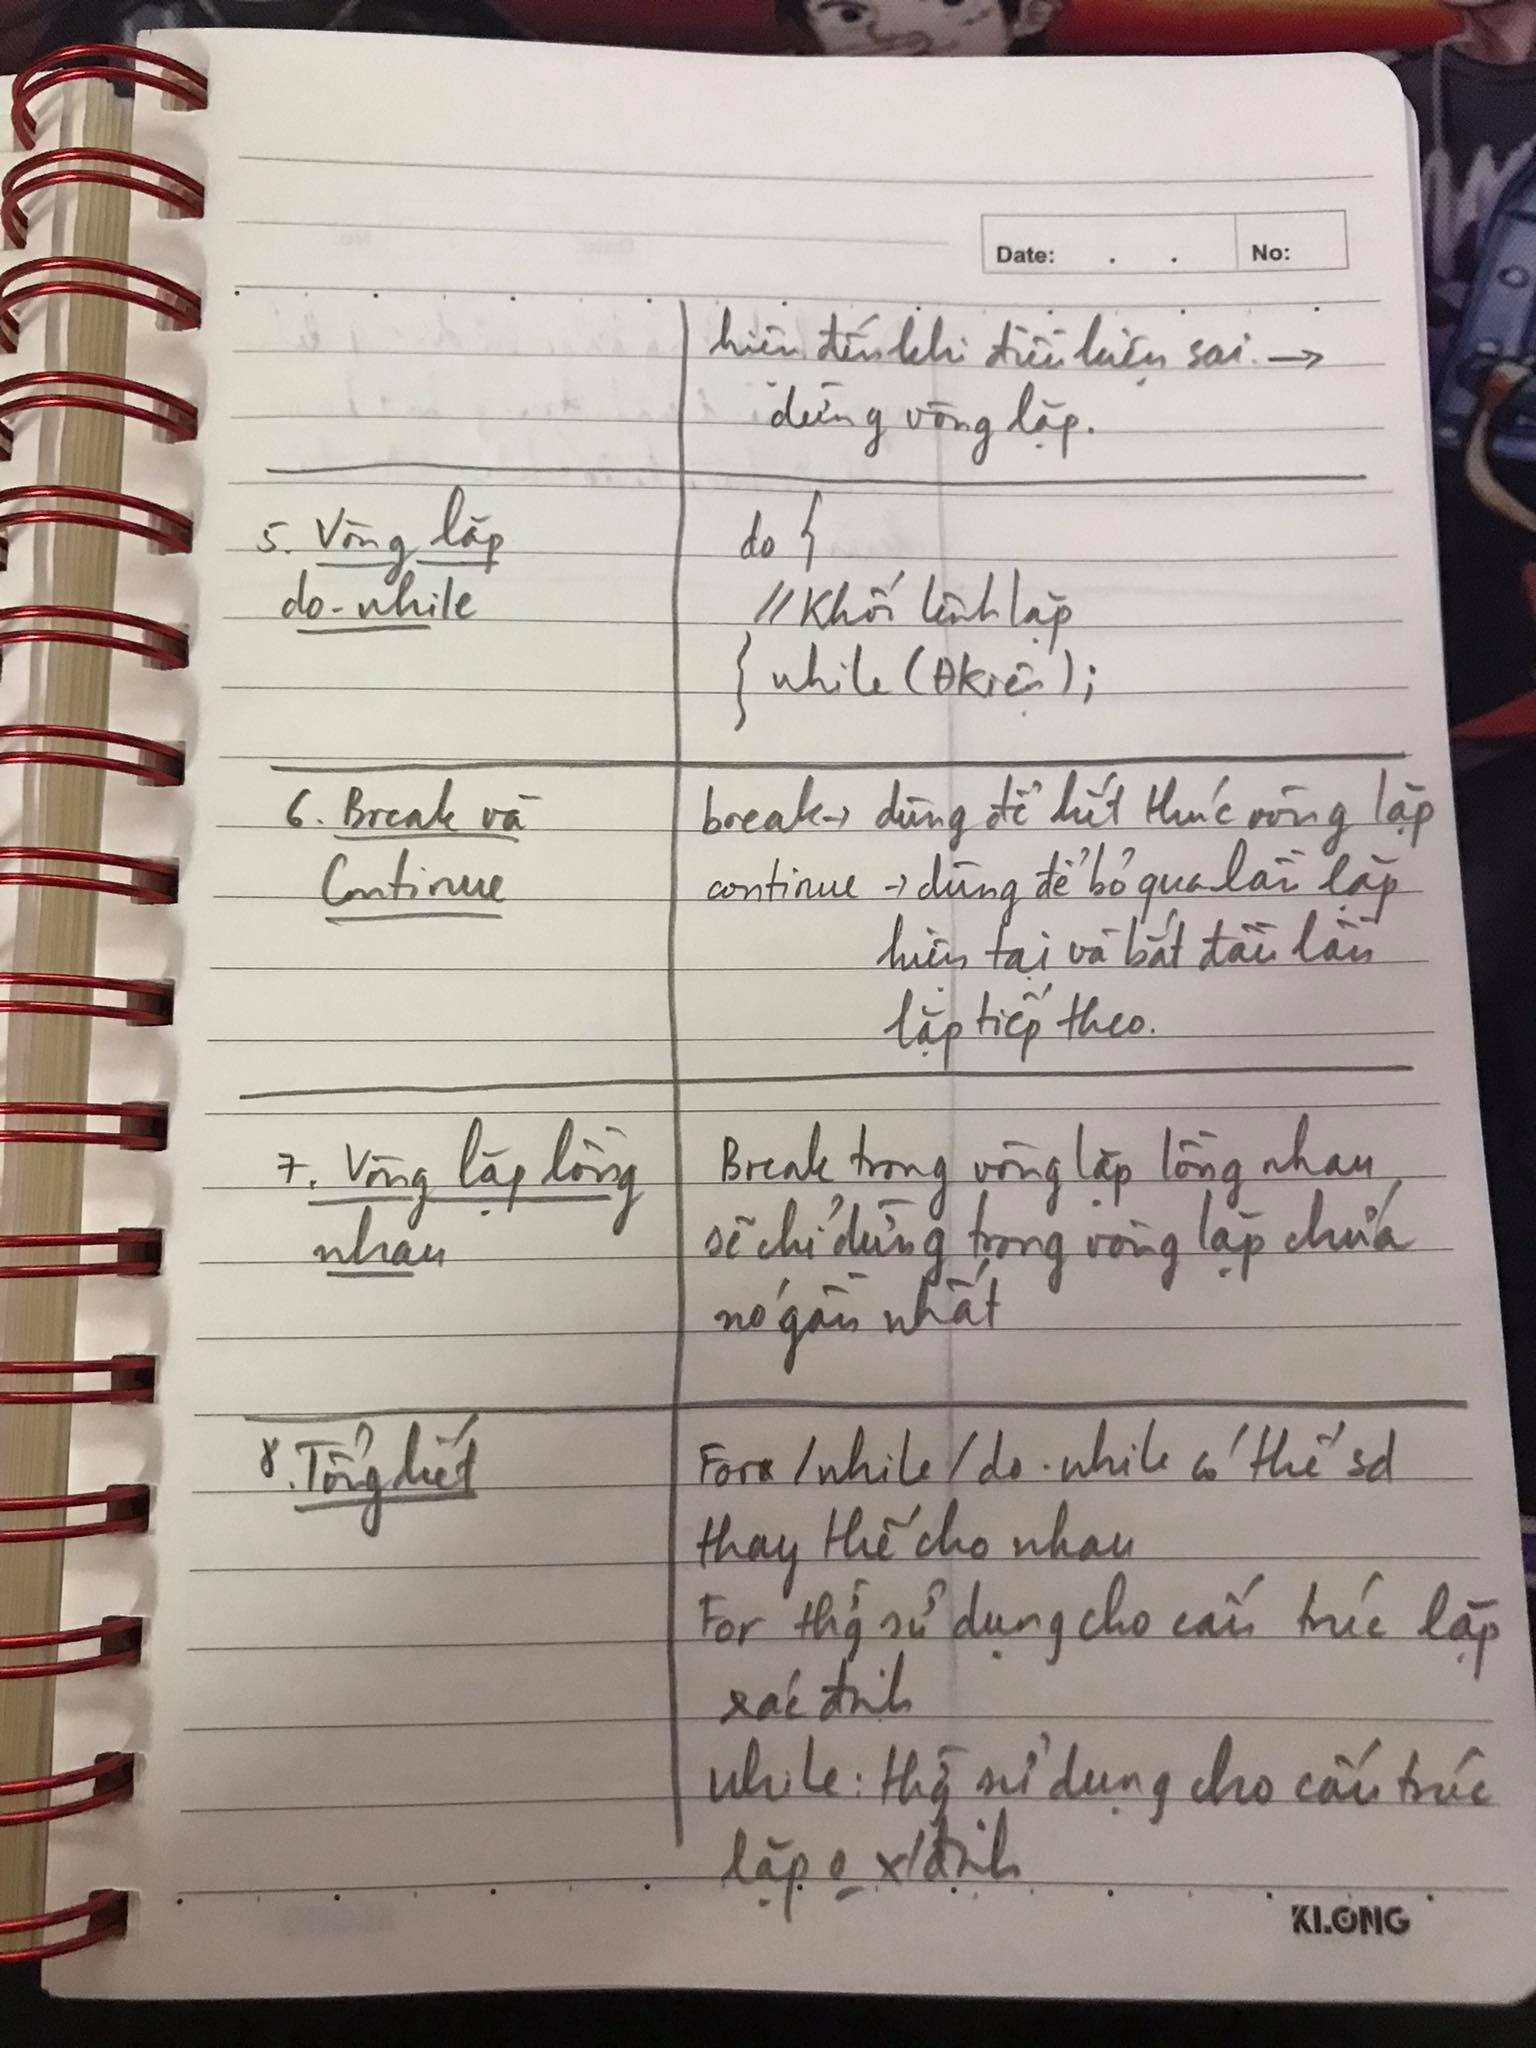 Date: . . No:
hiện đến khi điều kiện sai. →
dừng vòng lặp.
5. Vòng lặp
do-while
do {
// Khối lệnh lặp
} while (Đkiện);
6. Break và
Continue
break → dùng để kết thúc vòng lặp
continue → dùng để bỏ qua lần lặp
hiện tại và bắt đầu lần
lặp tiếp theo.
7. Vòng lặp lồng
nhau
Break trong vòng lặp lồng nhau
sẽ chỉ dừng trong vòng lặp chứa
nó gần nhất
8. Tổng kết
For / while / do-while có thể sd
thay thế cho nhau
For thg sử dụng cho cấu trúc lặp
xác định
while: thg sử dụng cho cấu trúc
lặp o x/định
KLONG